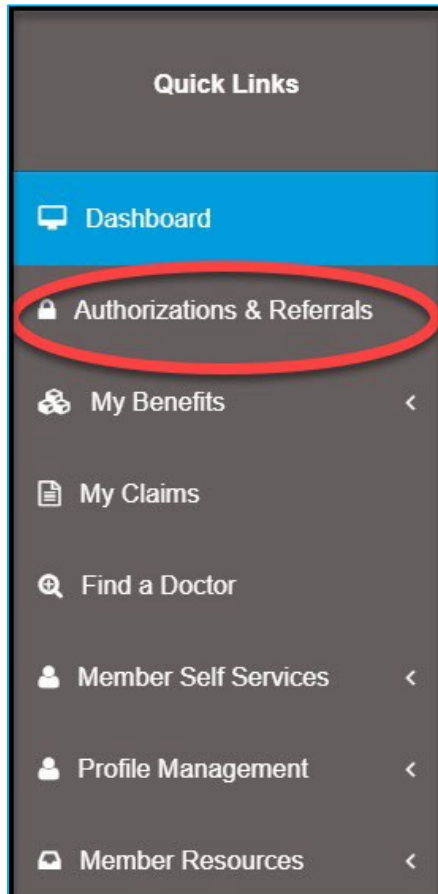 Quick Links
Dashboard
Authorizations & Referrals
My Benefits
My Claims
Find a Doctor
Member Self Services
Profile Management
Member Resources